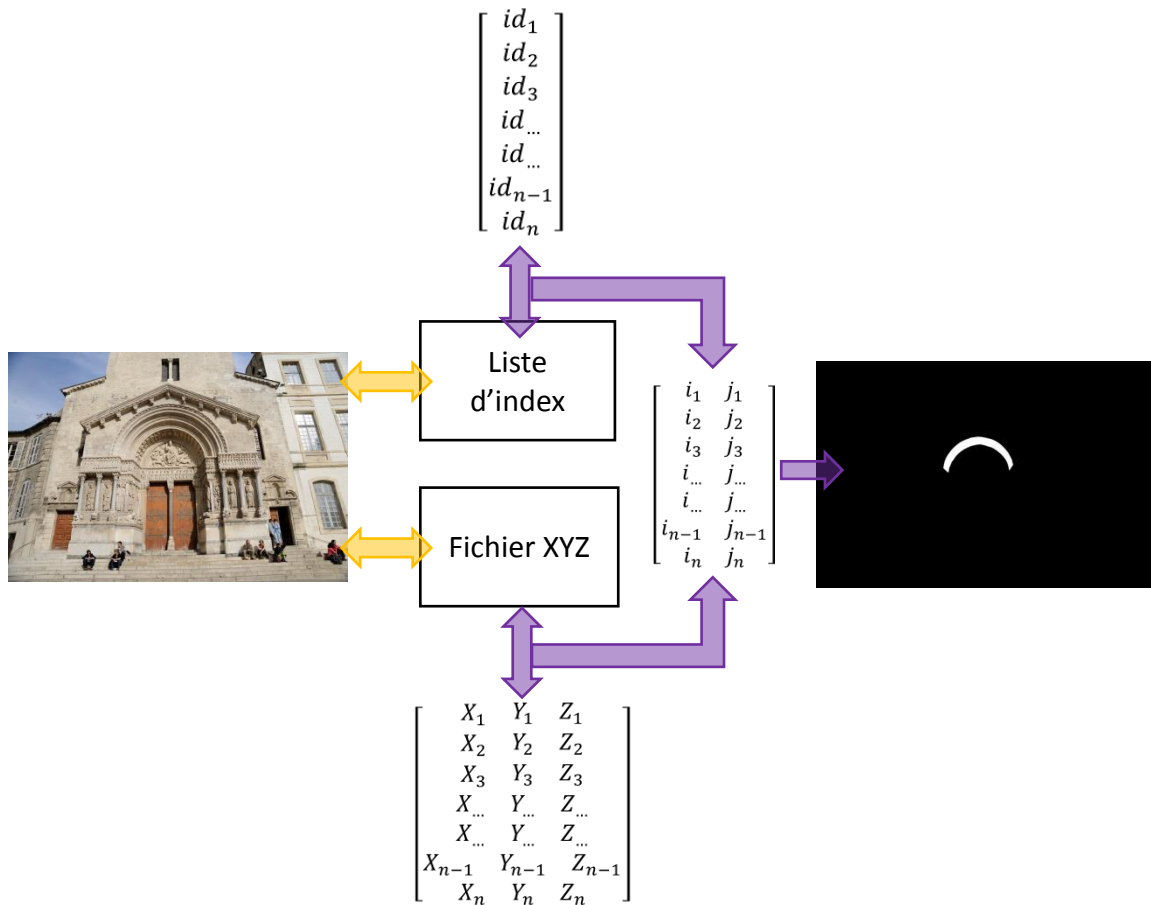 id₁
id₂
id₃
id...
id...
idₙ₋₁
idₙ
Liste
d’index
i₁ j₁
i₂ j₂
i₃ j₃
i... j...
i... j...
iₙ₋₁ jₙ₋₁
iₙ jₙ
Fichier XYZ
X₁ Y₁ Z₁
X₂ Y₂ Z₂
X₃ Y₃ Z₃
X... Y... Z...
X... Y... Z...
Xₙ₋₁ Yₙ₋₁ Zₙ₋₁
Xₙ Yₙ Zₙ